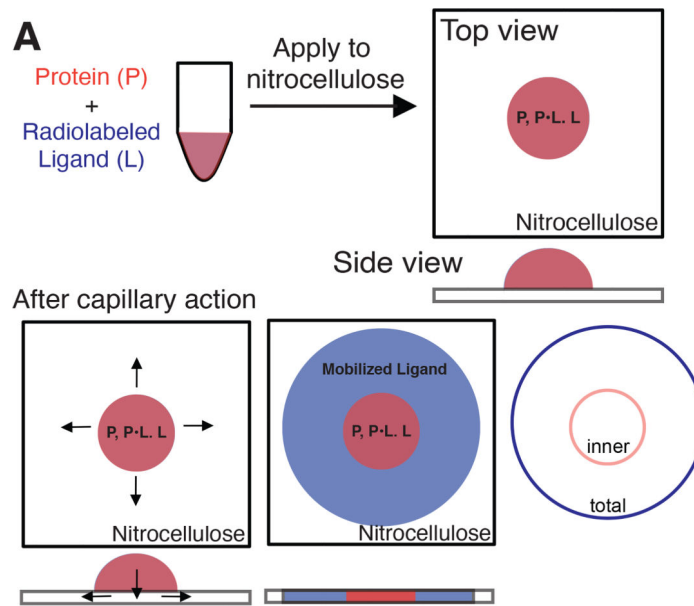 A
Protein (P)
+
Radiolabeled
Ligand (L)
Apply to
nitrocellulose
Top view
P, P·L. L
Nitrocellulose
Side view
After capillary action
P, P·L. L
Nitrocellulose
Mobilized Ligand
P, P·L. L
Nitrocellulose
inner
total